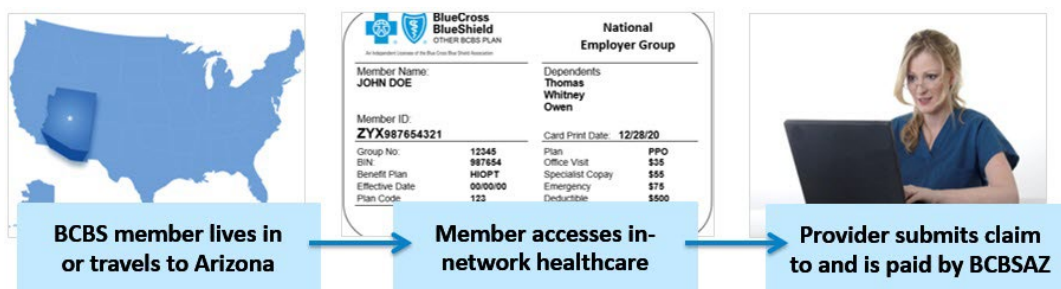 BlueCross
BlueShield
OTHER BCBS PLAN
An Independent Licensee of the Blue Cross Blue Shield Association
National
Employer Group
Member Name:
JOHN DOE
Dependents
Thomas
Whitney
Owen
Member ID:
ZYX987654321
Card Print Date: 12/28/20
Group No: 12345
BIN: 987654
Benefit Plan HIOPT
Effective Date 00/00/00
Plan Code 123
Plan PPO
Office Visit $35
Specialist Copay $55
Emergency $75
Deductible $500
BCBS member lives in
or travels to Arizona
Member accesses in-
network healthcare
Provider submits claim
to and is paid by BCBSAZ